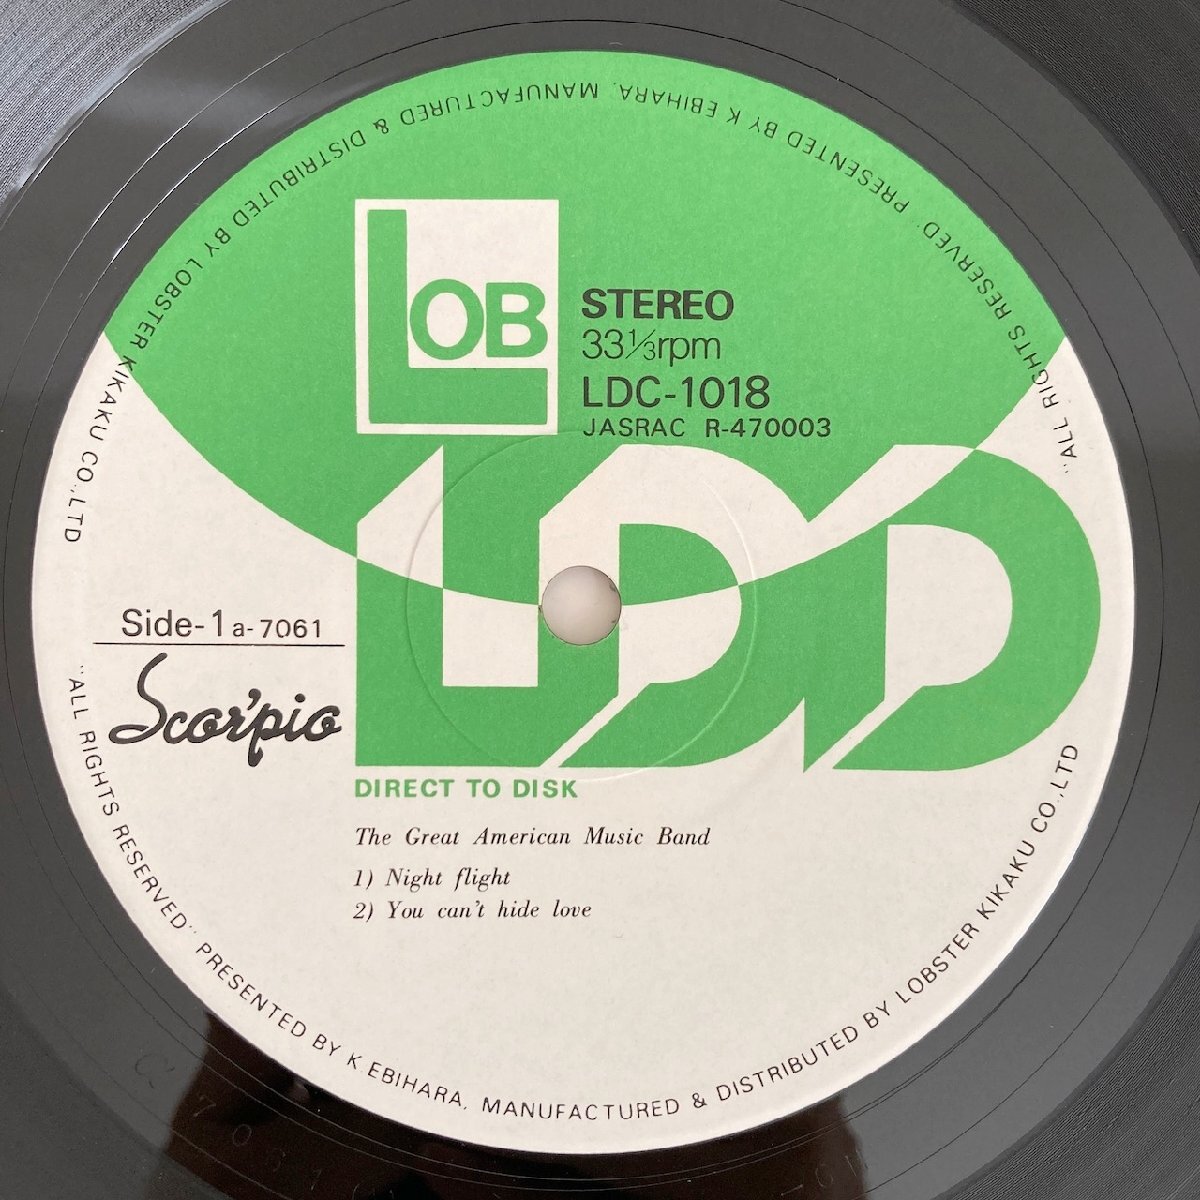 LOB
STEREO
33⅓rpm
LDC-1018
JASRAC R-470003
LDD
Side-1 a-7061
Scor'pio
DIRECT TO DISK
The Great American Music Band
1) Night flight
2) You can't hide love
"ALL RIGHTS RESERVED" PRESENTED BY K.EBIHARA, MANUFACTURED & DISTRIBUTED BY LOBSTER KIKAKU CO.,LTD
"ALL RIGHTS RESERVED" PRESENTED BY K EBIHARA, MANUFACTURED & DISTRIBUTED BY LOBSTER KIKAKU CO.,LTD